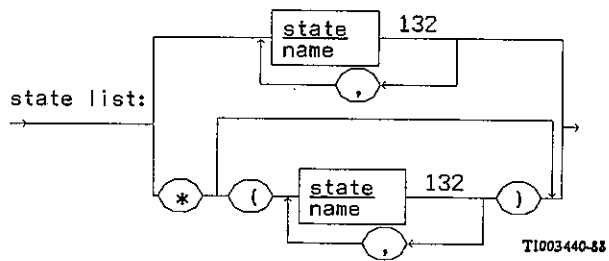 state 132
name
,
state list:
* ( state 132 )
name
,
T1003440-88